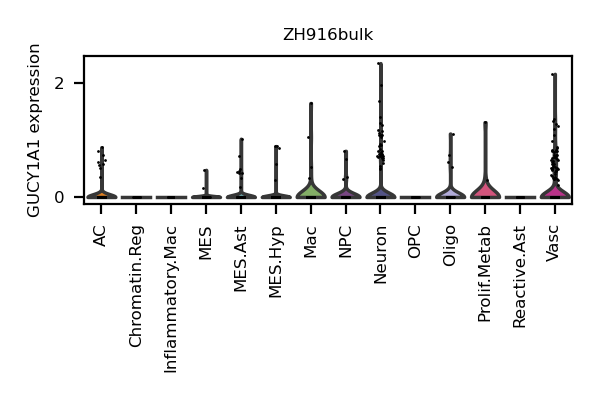 ZH916bulk
GUCY1A1 expression
2
0
AC
Chromatin.Reg
Inflammatory.Mac
MES
MES.Ast
MES.Hyp
Mac
NPC
Neuron
OPC
Oligo
Prolif.Metab
Reactive.Ast
Vasc